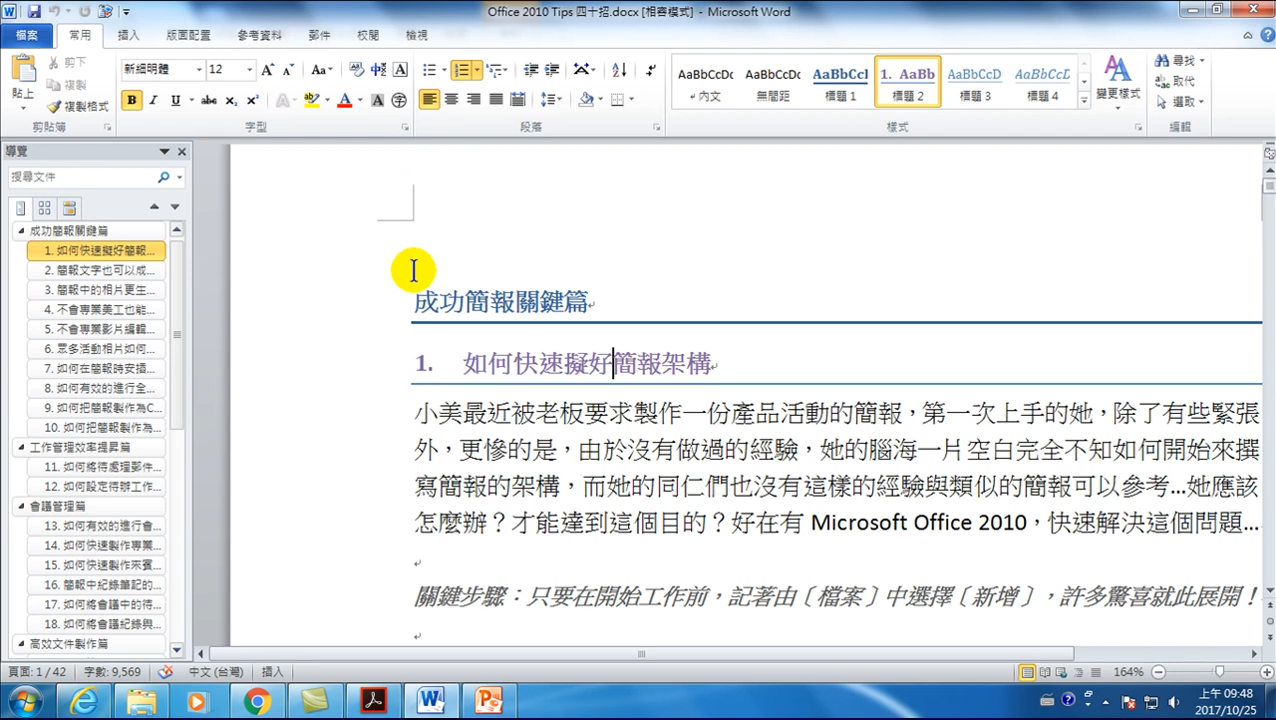 Office 2010 Tips 四十招.docx [相容模式] - Microsoft Word
檔案 常用 插入 版面配置 參考資料 郵件 校閱 檢視
貼上 剪下 複製 複製格式
新細明體 12
AaBbCcDc AaBbCcDc AaBbCcI 1. AaBb AaBbCcD AaBbCcD
內文 無間距 標題 1 標題 2 標題 3 標題 4 變更樣式
尋找 取代 選取
剪貼簿 字型 段落 樣式 編輯
導覽
搜尋文件
成功簡報關鍵篇
1. 如何快速擬好簡報...
2. 簡報文字也可以成...
3. 簡報中的相片更生...
4. 不會專業美工也能...
5. 不會專業影片編輯...
6. 眾多活動相片如何...
7. 如何在簡報時安插...
8. 如何有效的進行全...
9. 如何把簡報製作為C...
10. 如何把簡報製作為...
工作管理效率提昇篇
11. 如何將待處理郵件...
12. 如何設定待辦工作...
會議管理篇
13. 如何有效的進行會...
14. 如何快速製作專業...
15. 如何快速製作來賓...
16. 簡報中紀錄筆記的...
17. 如何將會議中的待...
18. 如何將會議紀錄與...
高效文件製作篇
成功簡報關鍵篇
1. 如何快速擬好簡報架構
小美最近被老板要求製作一份產品活動的簡報，第一次上手的她，除了有些緊張
外，更慘的是，由於沒有做過的經驗，她的腦海一片空白完全不知如何開始來撰
寫簡報的架構，而她的同仁們也沒有這樣的經驗與類似的簡報可以參考...她應該
怎麼辦？才能達到這個目的？好在有 Microsoft Office 2010，快速解決這個問題...
關鍵步驟：只要在開始工作前，記著由〔檔案〕中選擇〔新增〕，許多驚喜就此展開！
頁面: 1 / 42 字數: 9,569 中文 (台灣) 插入 164%
上午 09:48
2017/10/25